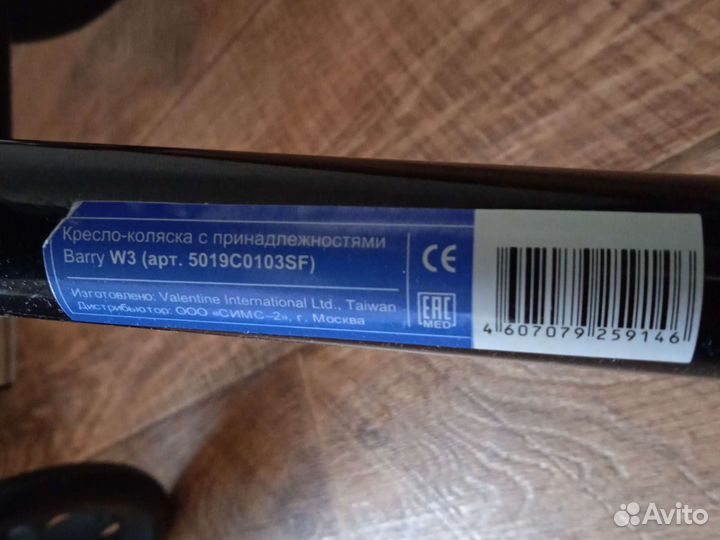 Кресло-коляска с принадлежностями
Barry W3 (арт. 5019C0103SF)
Изготовлено: Valentine International Ltd., Taiwan
Дистрибьютор: ООО «СИМС-2», г. Москва
CE
EAC
MED
4 607079 259146
Avito